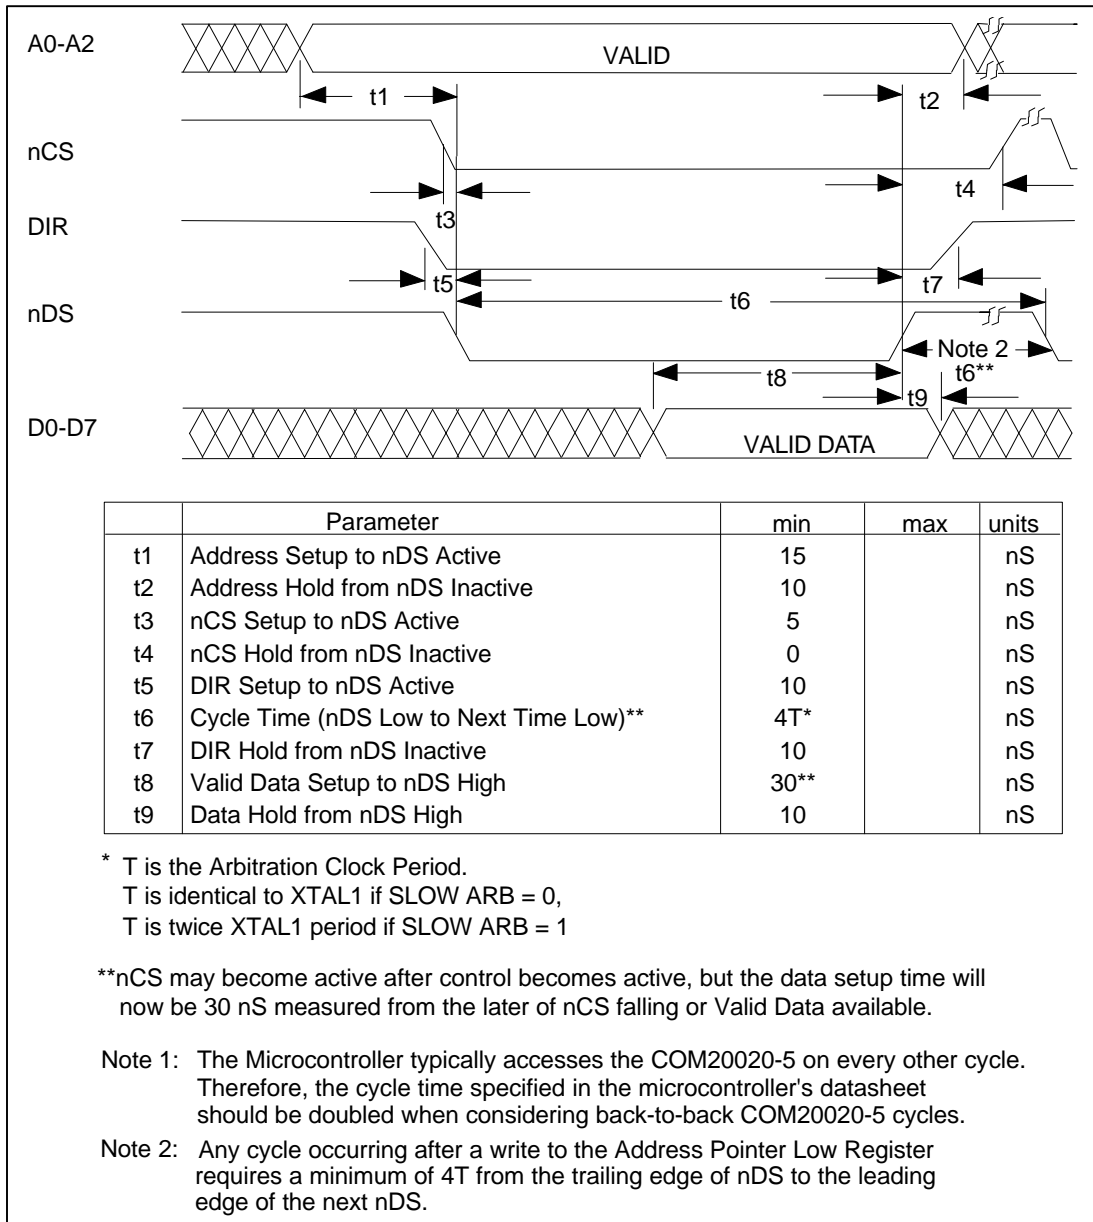 A0-A2
VALID
t1
t2
nCS
t4
t3
DIR
t5
t7
t6
nDS
Note 2
t8
t6**
t9
D0-D7
VALID DATA
Parameter min max units
t1 Address Setup to nDS Active 15 nS
t2 Address Hold from nDS Inactive 10 nS
t3 nCS Setup to nDS Active 5 nS
t4 nCS Hold from nDS Inactive 0 nS
t5 DIR Setup to nDS Active 10 nS
t6 Cycle Time (nDS Low to Next Time Low)** 4T* nS
t7 DIR Hold from nDS Inactive 10 nS
t8 Valid Data Setup to nDS High 30** nS
t9 Data Hold from nDS High 10 nS
* T is the Arbitration Clock Period.
T is identical to XTAL1 if SLOW ARB = 0,
T is twice XTAL1 period if SLOW ARB = 1
**nCS may become active after control becomes active, but the data setup time will
now be 30 nS measured from the later of nCS falling or Valid Data available.
Note 1: The Microcontroller typically accesses the COM20020-5 on every other cycle.
Therefore, the cycle time specified in the microcontroller's datasheet
should be doubled when considering back-to-back COM20020-5 cycles.
Note 2: Any cycle occurring after a write to the Address Pointer Low Register
requires a minimum of 4T from the trailing edge of nDS to the leading
edge of the next nDS.